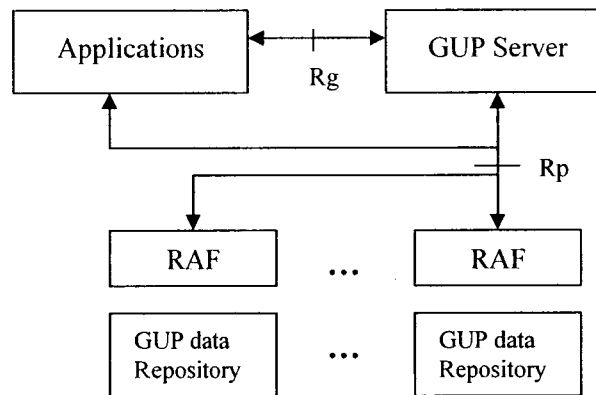 Applications
GUP Server
Rg
Rp
RAF
...
RAF
GUP data
Repository
...
GUP data
Repository